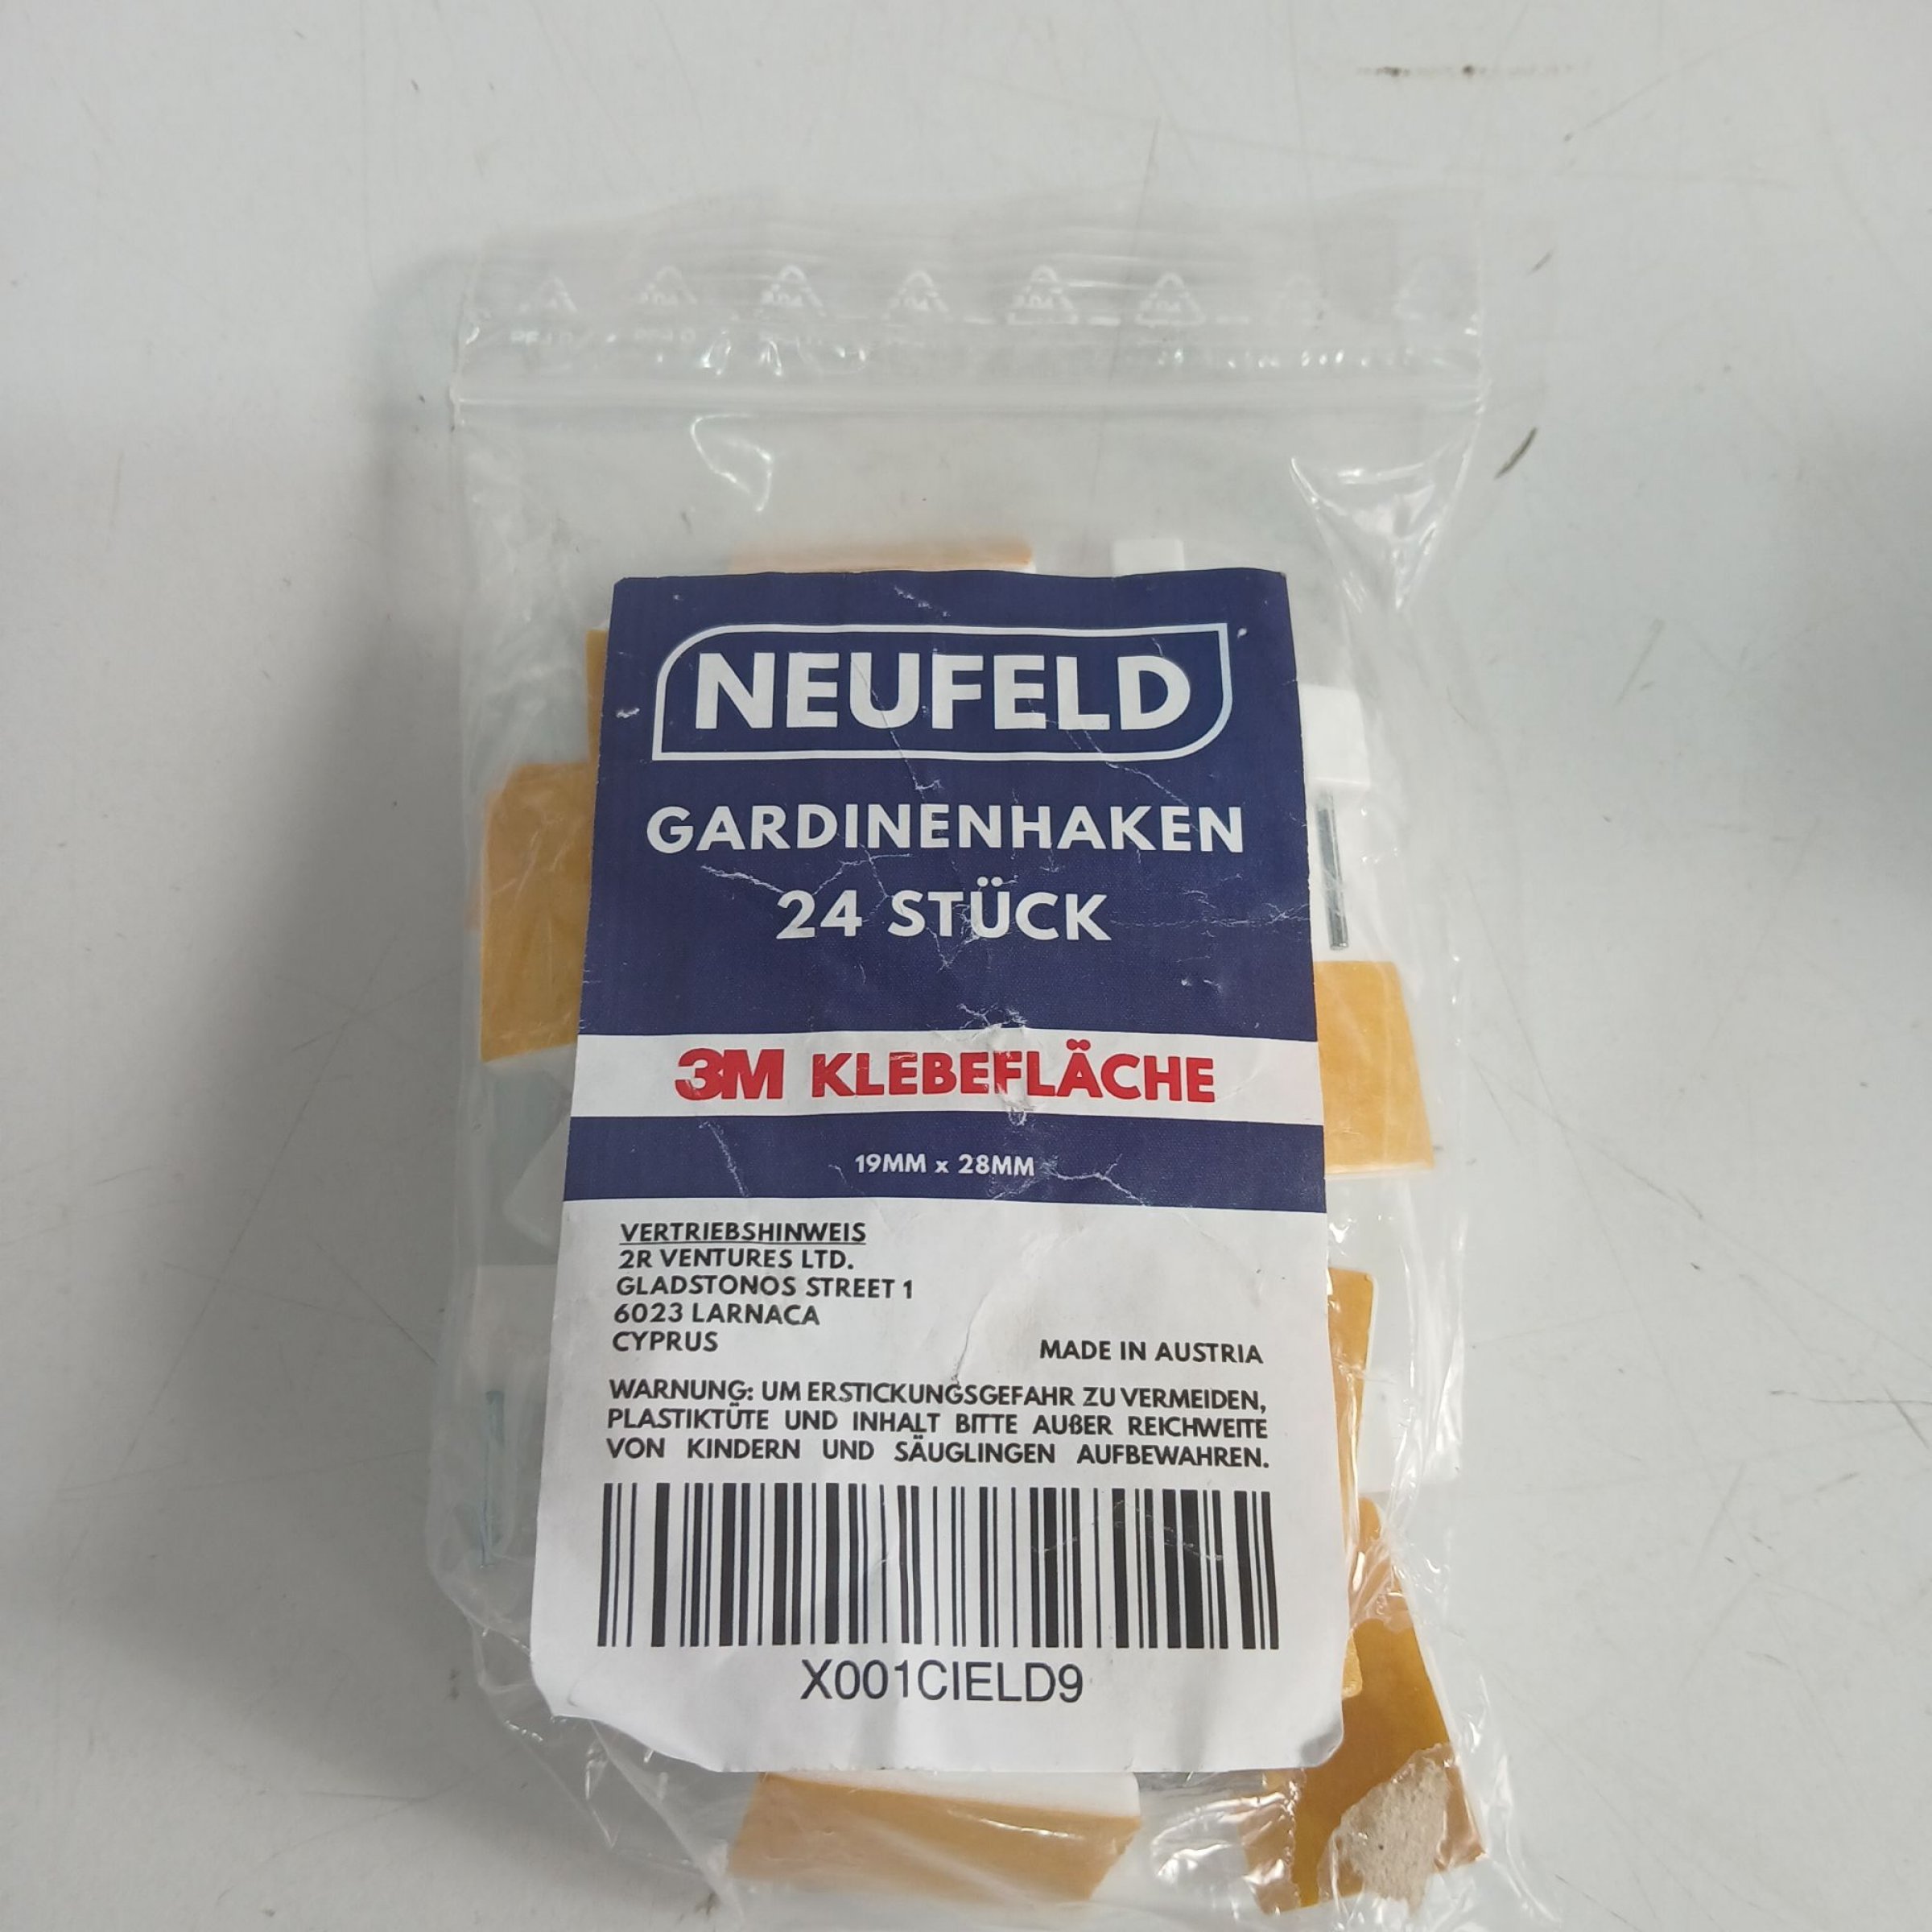 NEUFELD
GARDINENHAKEN
24 STÜCK
3M KLEBEFLÄCHE
19MM x 28MM
VERTRIEBSHINWEIS
2R VENTURES LTD.
GLADSTONOS STREET 1
6023 LARNACA
CYPRUS
MADE IN AUSTRIA
WARNUNG: UM ERSTICKUNGSGEFAHR ZU VERMEIDEN,
PLASTIKTÜTE UND INHALT BITTE AUßER REICHWEITE
VON KINDERN UND SÄUGLINGEN AUFBEWAHREN.
X001CIELD9